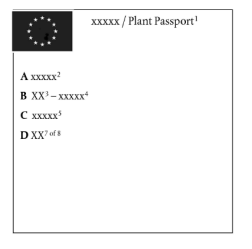 xxxxx / Plant Passport¹
A xxxxx²
B XX³ – xxxxx⁴
C xxxxx⁵
D XX⁷ ᵒᶠ ⁸